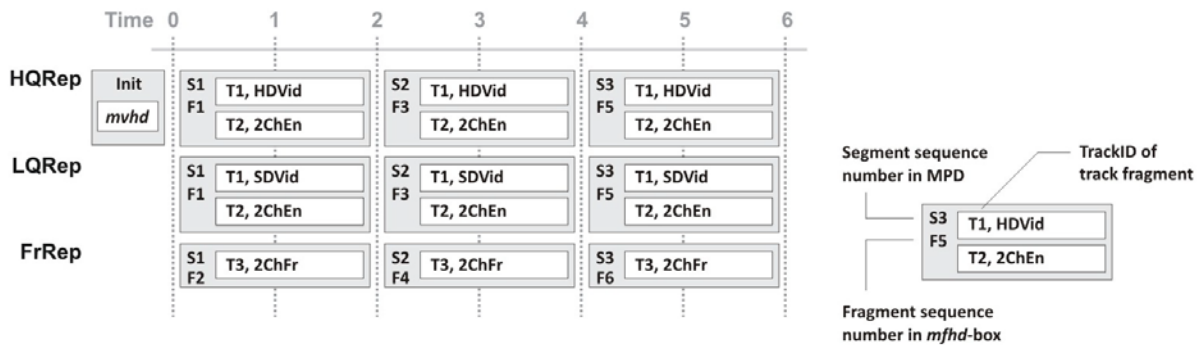 Time 0 1 2 3 4 5 6
HQRep
Init
mvhd
S1
F1
T1, HDVid
T2, 2ChEn
S2
F3
T1, HDVid
T2, 2ChEn
S3
F5
T1, HDVid
T2, 2ChEn
LQRep
S1
F1
T1, SDVid
T2, 2ChEn
S2
F3
T1, SDVid
T2, 2ChEn
S3
F5
T1, SDVid
T2, 2ChEn
FrRep
S1
F2
T3, 2ChFr
S2
F4
T3, 2ChFr
S3
F6
T3, 2ChFr
Segment sequence
number in MPD
TrackID of
track fragment
S3
F5
T1, HDVid
T2, 2ChEn
Fragment sequence
number in mfhd-box